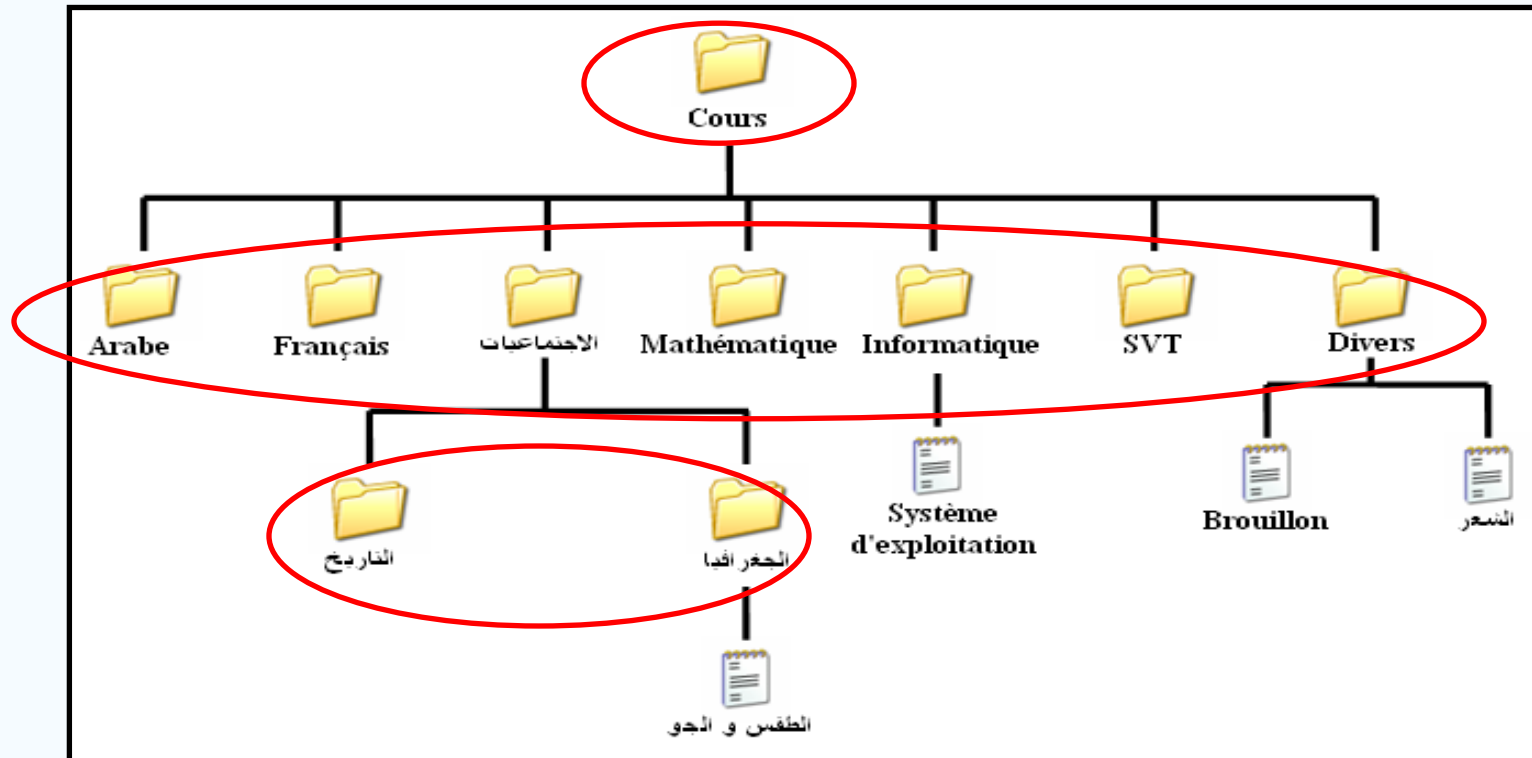 Cours
Arabe
Français
الاجتماعيات
Mathématique
Informatique
SVT
Divers
التاريخ
الجغرافيا
Système
d'exploitation
Brouillon
الشعر
الطقس و الجو